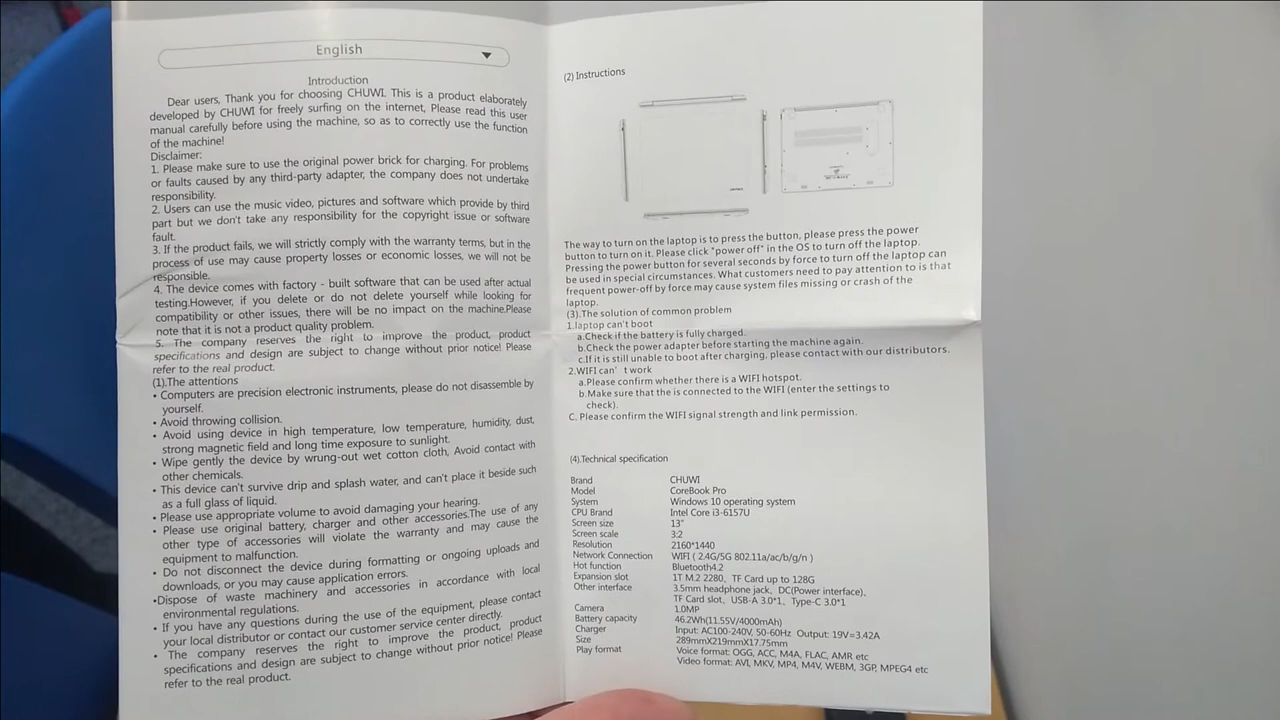 English
Introduction
Dear users, Thank you for choosing CHUWI. This is a product elaborately
developed by CHUWI for freely surfing on the internet, Please read this user
manual carefully before using the machine, so as to correctly use the function
of the machine!
Disclaimer:
1. Please make sure to use the original power brick for charging. For problems
or faults caused by any third-party adapter, the company does not undertake
responsibility.
2. Users can use the music video, pictures and software which provide by third
part but we don't take any responsibility for the copyright issue or software
fault.
3. If the product fails, we will strictly comply with the warranty terms, but in the
process of use may cause property losses or economic losses, we will not be
responsible.
4. The device comes with factory - built software that can be used after actual
testing.However, if you delete or do not delete yourself while looking for
compatibility or other issues, there will be no impact on the machine.Please
note that it is not a product quality problem.
5. The company reserves the right to improve the product, product
specifications and design are subject to change without prior notice! Please
refer to the real product.
(1).The attentions
• Computers are precision electronic instruments, please do not disassemble by
yourself.
• Avoid throwing collision.
• Avoid using device in high temperature, low temperature, humidity, dust,
strong magnetic field and long time exposure to sunlight.
• Wipe gently the device by wrung-out wet cotton cloth, Avoid contact with
other chemicals.
• This device can't survive drip and splash water, and can't place it beside such
as a full glass of liquid.
• Please use appropriate volume to avoid damaging your hearing.
• Please use original battery, charger and other accessories.The use of any
other type of accessories will violate the warranty and may cause the
equipment to malfunction.
• Do not disconnect the device during formatting or ongoing uploads and
downloads, or you may cause application errors.
•Dispose of waste machinery and accessories in accordance with local
environmental regulations.
• If you have any questions during the use of the equipment, please contact
your local distributor or contact our customer service center directly.
• The company reserves the right to improve the product, product
specifications and design are subject to change without prior notice! Please
refer to the real product.
(2) Instructions
The way to turn on the laptop is to press the button, please press the power
button to turn on it. Please click "power off" in the OS to turn off the laptop.
Pressing the power button for several seconds by force to turn off the laptop can
be used in special circumstances. What customers need to pay attention to is that
frequent power-off by force may cause system files missing or crash of the
laptop.
(3).The solution of common problem
1.laptop can't boot
a.Check if the battery is fully charged.
b.Check the power adapter before starting the machine again.
c.If it is still unable to boot after charging, please contact with our distributors.
2.WIFI can' t work
a.Please confirm whether there is a WIFI hotspot.
b.Make sure that the is connected to the WIFI (enter the settings to
check).
C. Please confirm the WIFI signal strength and link permission.
(4).Technical specification
Brand CHUWI
Model CoreBook Pro
System Windows 10 operating system
CPU Brand Intel Core i3-6157U
Screen size 13"
Screen scale 3:2
Resolution 2160*1440
Network Connection WIFI ( 2.4G/5G 802.11a/ac/b/g/n )
Hot function Bluetooth4.2
Expansion slot 1T M.2 2280、TF Card up to 128G
Other interface 3.5mm headphone jack、DC(Power interface)、
TF Card slot、USB-A 3.0*1、Type-C 3.0*1
Camera 1.0MP
Battery capacity 46.2Wh(11.55V/4000mAh)
Charger Input: AC100-240V, 50-60Hz Output: 19V=3.42A
Size 289mmX219mmX17.75mm
Play format Voice format: OGG, ACC, M4A, FLAC, AMR etc
Video format: AVI, MKV, MP4, M4V, WEBM, 3GP, MPEG4 etc